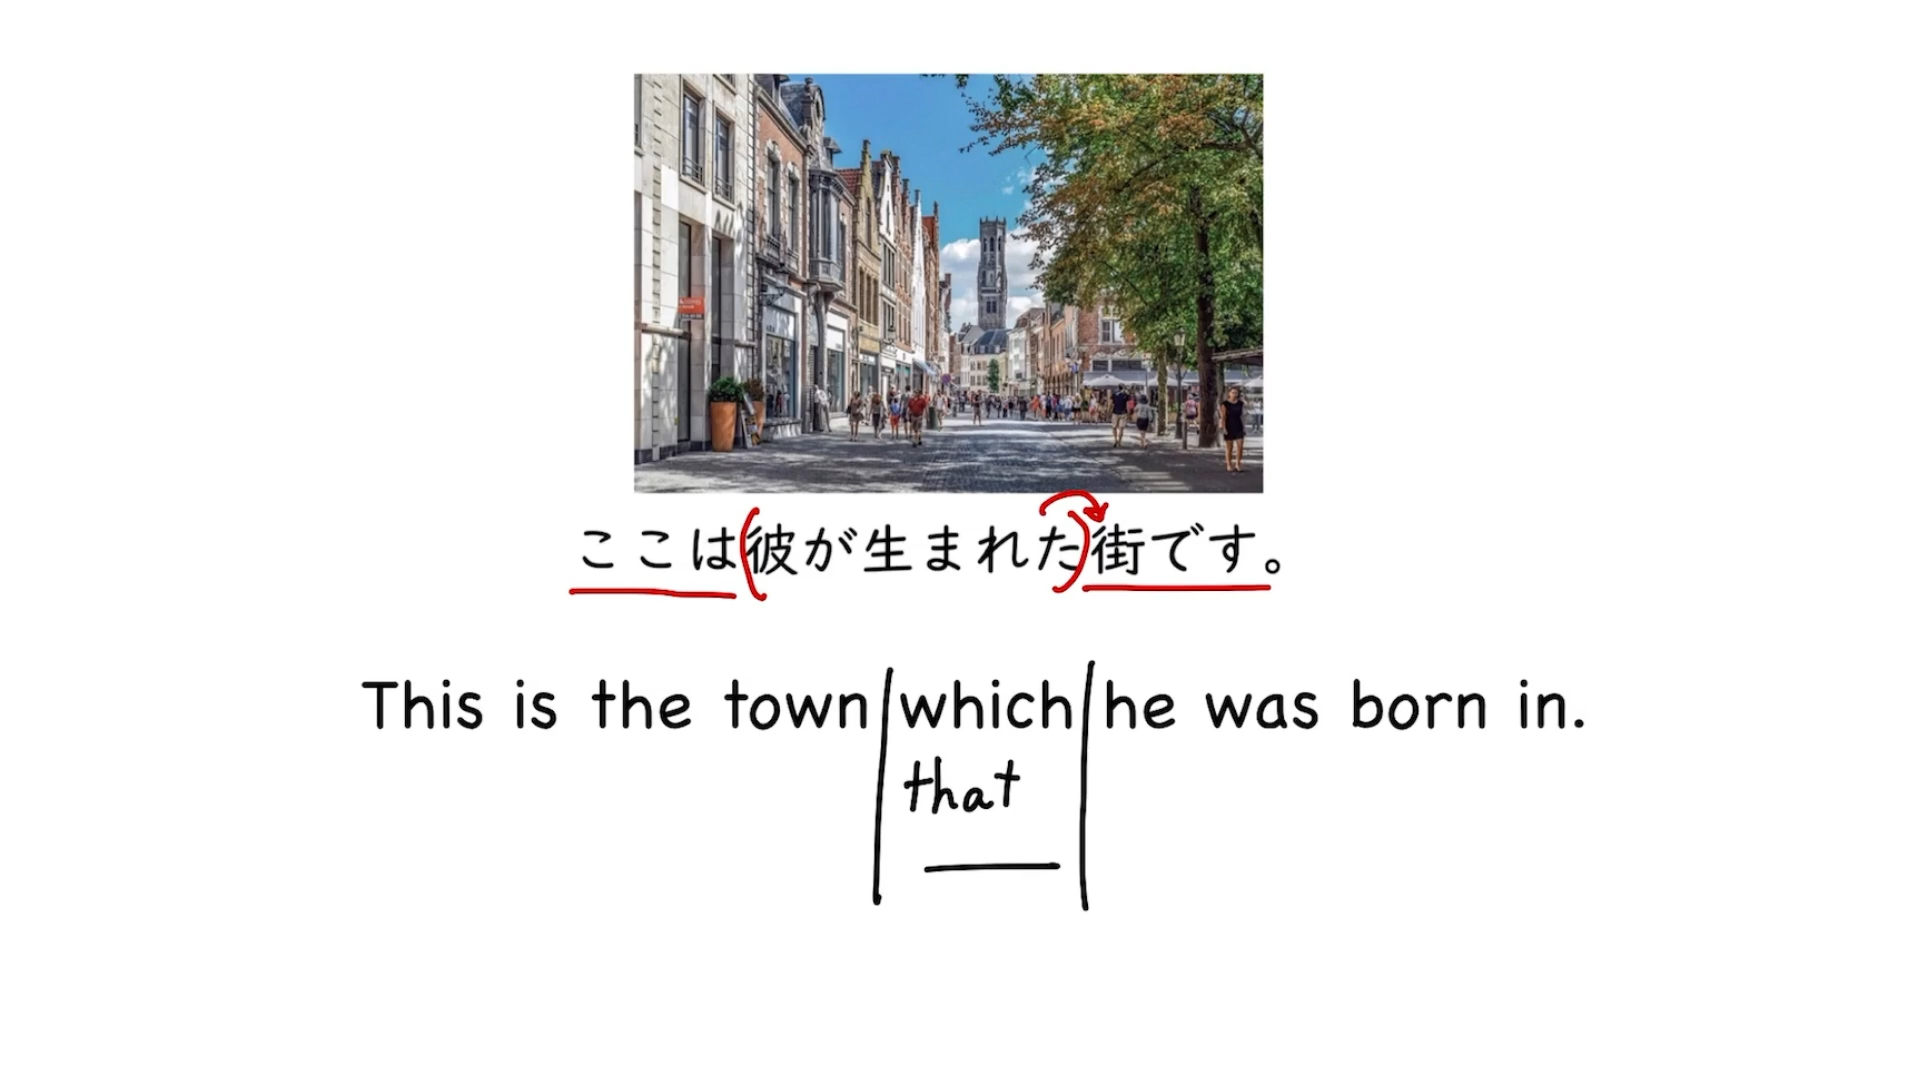 ここは彼が生まれた街です。
This is the town which he was born in.
that